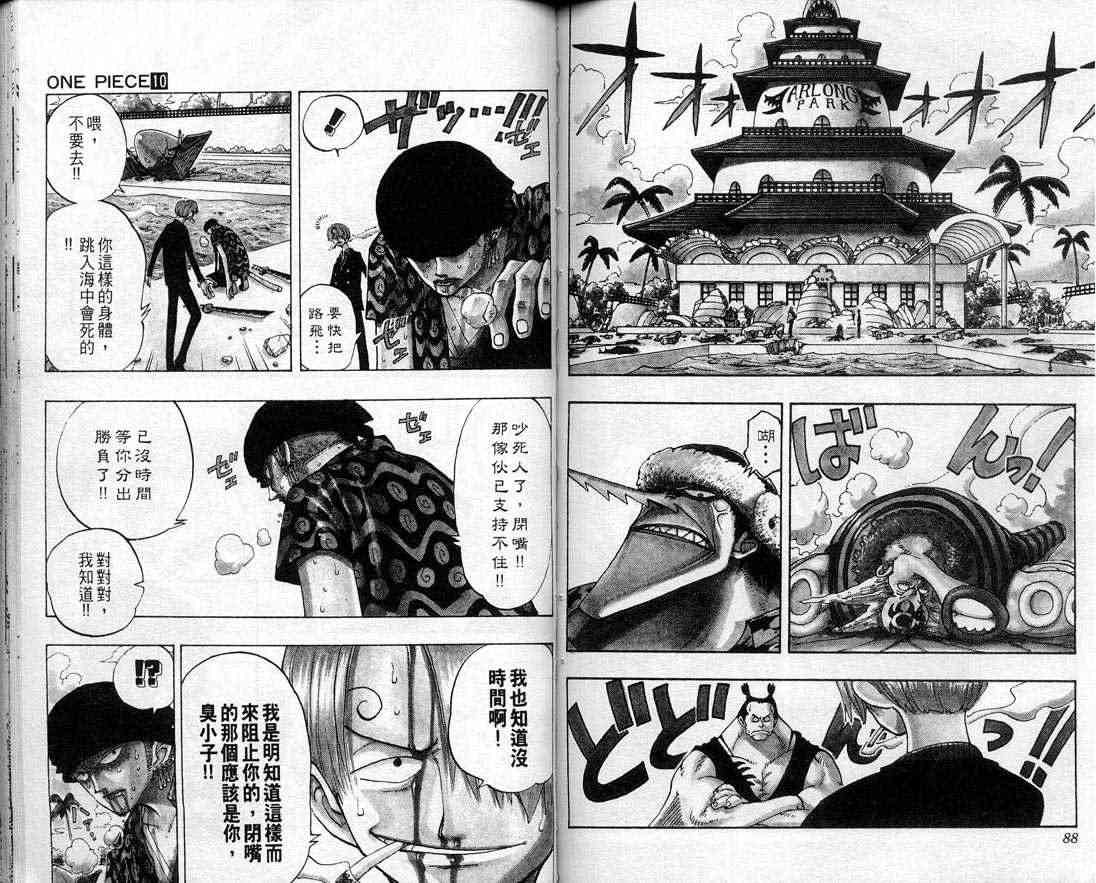 オオオオオオオ
ARLONG
PARK
ばんっ!
どどんっ!!
88
ONE PIECE10
ザッ…!!!
ゼェ
!
ゼェ
要快把
路飛…
喂,
不要去!!
你這樣的身體,
跳入海中會死的
!!
吵死人了,閉嘴!!
那傢伙已支持
不住!!
ゼェ
ゼェ
已沒時間
等你分出
勝負了!!
對對對,
我知道!!
我也知道沒
時間啊!
我是明知道這樣而
來阻止你的,閉嘴
的那個應該是你,
臭小子!!
!?